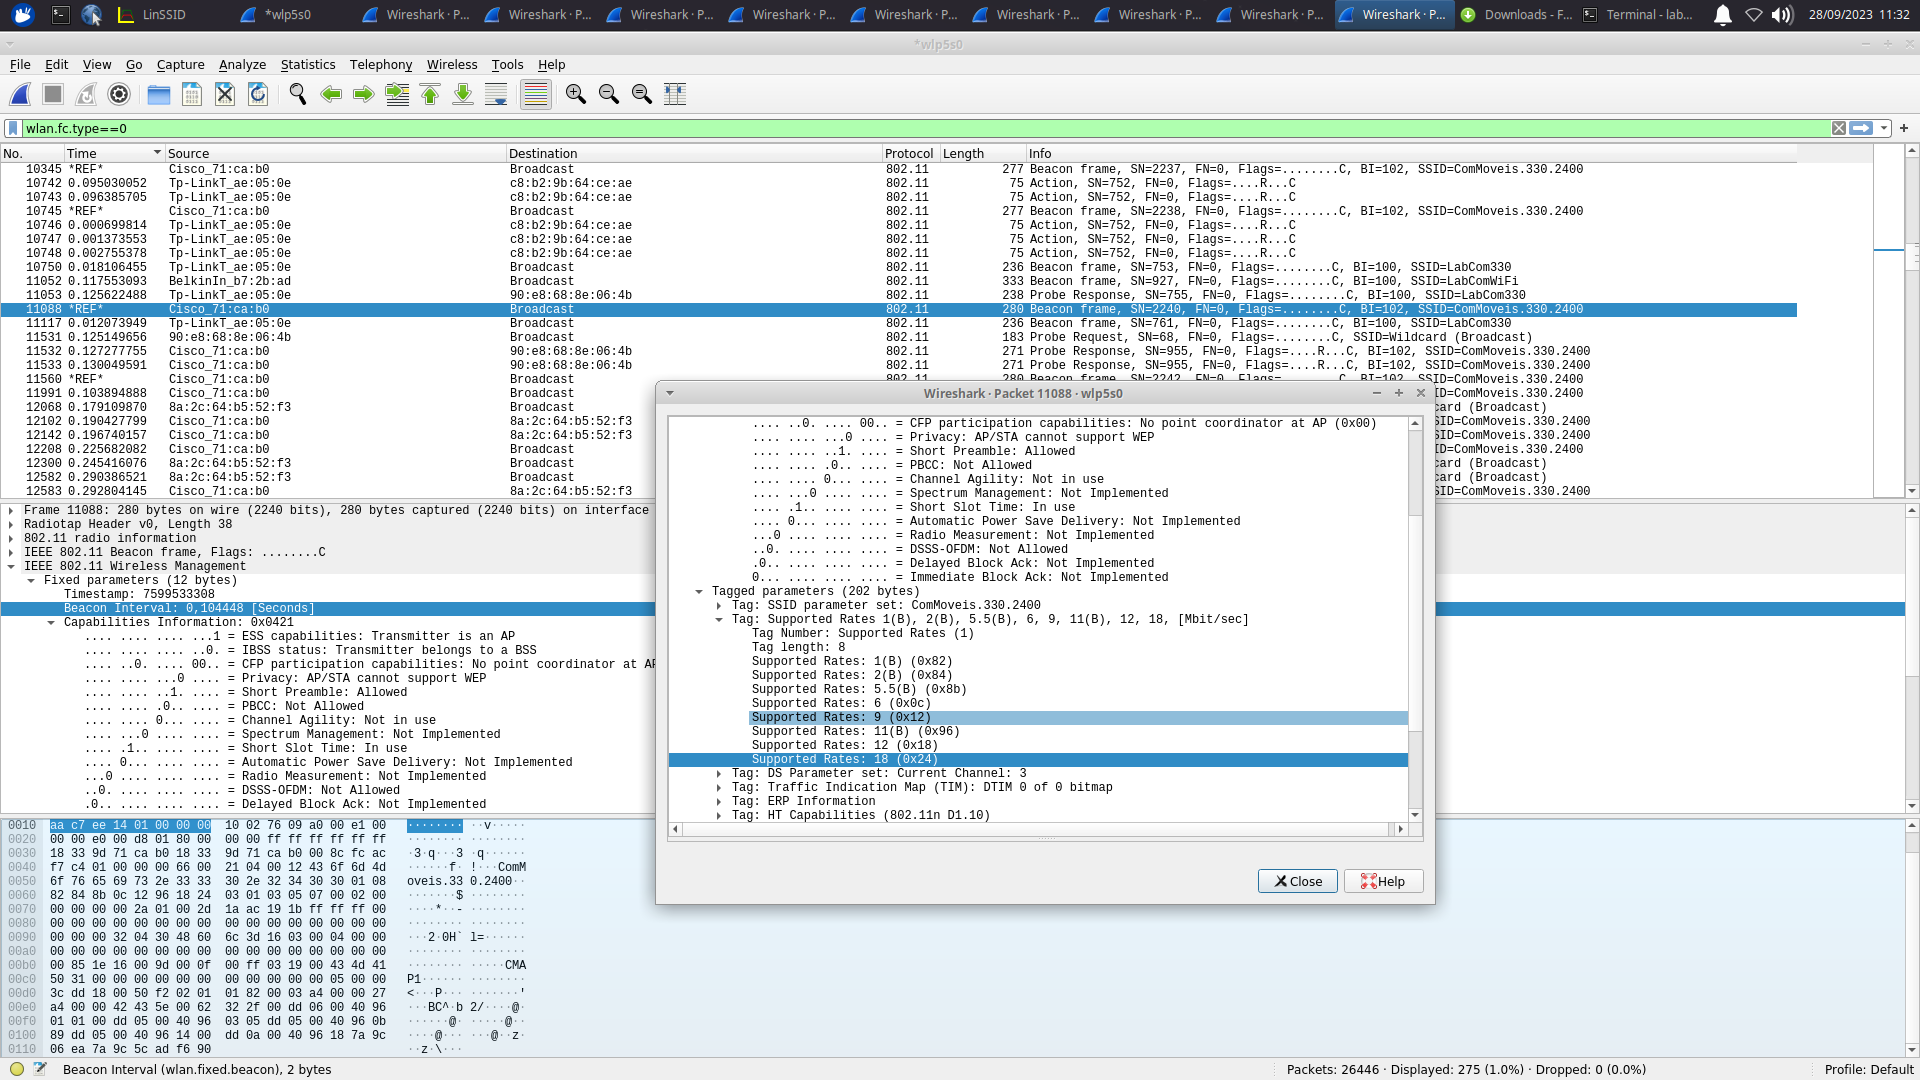 LinSSID
*wlp5s0
Wireshark · P...
Wireshark · P...
Wireshark · P...
Wireshark · P...
Wireshark · P...
Wireshark · P...
Wireshark · P...
Wireshark · P...
Wireshark · P...
Downloads - F...
Terminal - lab...
28/09/2023 11:32
*wlp5s0
File Edit View Go Capture Analyze Statistics Telephony Wireless Tools Help
wlan.fc.type==0
No. Time Source Destination Protocol Length Info
10345 *REF* Cisco_71:ca:b0 Broadcast 802.11 277 Beacon frame, SN=2237, FN=0, Flags=........C, BI=102, SSID=ComMoveis.330.2400
10742 0.095030052 Tp-LinkT_ae:05:0e c8:b2:9b:64:ce:ae 802.11 75 Action, SN=752, FN=0, Flags=....R...C
10743 0.096385705 Tp-LinkT_ae:05:0e c8:b2:9b:64:ce:ae 802.11 75 Action, SN=752, FN=0, Flags=....R...C
10745 *REF* Cisco_71:ca:b0 Broadcast 802.11 277 Beacon frame, SN=2238, FN=0, Flags=........C, BI=102, SSID=ComMoveis.330.2400
10746 0.000699814 Tp-LinkT_ae:05:0e c8:b2:9b:64:ce:ae 802.11 75 Action, SN=752, FN=0, Flags=....R...C
10747 0.001373553 Tp-LinkT_ae:05:0e c8:b2:9b:64:ce:ae 802.11 75 Action, SN=752, FN=0, Flags=....R...C
10748 0.002755378 Tp-LinkT_ae:05:0e c8:b2:9b:64:ce:ae 802.11 75 Action, SN=752, FN=0, Flags=....R...C
10750 0.018106455 Tp-LinkT_ae:05:0e Broadcast 802.11 236 Beacon frame, SN=753, FN=0, Flags=........C, BI=100, SSID=LabCom330
11052 0.117553093 BelkinIn_b7:2b:ad Broadcast 802.11 333 Beacon frame, SN=927, FN=0, Flags=........C, BI=100, SSID=LabComWiFi
11053 0.125622488 Tp-LinkT_ae:05:0e 90:e8:68:8e:06:4b 802.11 238 Probe Response, SN=755, FN=0, Flags=........C, BI=100, SSID=LabCom330
11088 *REF* Cisco_71:ca:b0 Broadcast 802.11 280 Beacon frame, SN=2240, FN=0, Flags=........C, BI=102, SSID=ComMoveis.330.2400
11117 0.012073949 Tp-LinkT_ae:05:0e Broadcast 802.11 236 Beacon frame, SN=761, FN=0, Flags=........C, BI=100, SSID=LabCom330
11531 0.125149656 90:e8:68:8e:06:4b Broadcast 802.11 183 Probe Request, SN=68, FN=0, Flags=........C, SSID=Wildcard (Broadcast)
11532 0.127277755 Cisco_71:ca:b0 90:e8:68:8e:06:4b 802.11 271 Probe Response, SN=955, FN=0, Flags=....R...C, BI=102, SSID=ComMoveis.330.2400
11533 0.130049591 Cisco_71:ca:b0 90:e8:68:8e:06:4b 802.11 271 Probe Response, SN=955, FN=0, Flags=....R...C, BI=102, SSID=ComMoveis.330.2400
11560 *REF* Cisco_71:ca:b0 Broadcast 802.11 280 Beacon frame, SN=2242, FN=0, Flags=........C, BI=102, SSID=ComMoveis.330.2400
11991 0.103894888 Cisco_71:ca:b0 Broadcast SSID=ComMoveis.330.2400
12068 0.179109870 8a:2c:64:b5:52:f3 Broadcast card (Broadcast)
12102 0.190427799 Cisco_71:ca:b0 8a:2c:64:b5:52:f3 SSID=ComMoveis.330.2400
12142 0.196740157 Cisco_71:ca:b0 8a:2c:64:b5:52:f3 SSID=ComMoveis.330.2400
12208 0.225682082 Cisco_71:ca:b0 Broadcast SSID=ComMoveis.330.2400
12300 0.245416076 8a:2c:64:b5:52:f3 Broadcast card (Broadcast)
12582 0.290386521 8a:2c:64:b5:52:f3 Broadcast card (Broadcast)
12583 0.292804145 Cisco_71:ca:b0 8a:2c:64:b5:52:f3 SSID=ComMoveis.330.2400
Frame 11088: 280 bytes on wire (2240 bits), 280 bytes captured (2240 bits) on interface
Radiotap Header v0, Length 38
802.11 radio information
IEEE 802.11 Beacon frame, Flags: ........C
IEEE 802.11 Wireless Management
Fixed parameters (12 bytes)
Timestamp: 7599533308
Beacon Interval: 0,104448 [Seconds]
Capabilities Information: 0x0421
.... .... .... ...1 = ESS capabilities: Transmitter is an AP
.... .... .... ..0. = IBSS status: Transmitter belongs to a BSS
.... ..0. .... 00.. = CFP participation capabilities: No point coordinator at AP
.... .... ...0 .... = Privacy: AP/STA cannot support WEP
.... .... ..1. .... = Short Preamble: Allowed
.... .... .0.. .... = PBCC: Not Allowed
.... .... 0... .... = Channel Agility: Not in use
.... ...0 .... .... = Spectrum Management: Not Implemented
.... .1.. .... .... = Short Slot Time: In use
.... 0... .... .... = Automatic Power Save Delivery: Not Implemented
...0 .... .... .... = Radio Measurement: Not Implemented
..0. .... .... .... = DSSS-OFDM: Not Allowed
.0.. .... .... .... = Delayed Block Ack: Not Implemented
0010 aa c7 ee 14 01 00 00 00 10 02 76 09 a0 00 e1 00 ········ ··v·····
0020 00 00 e0 00 d8 01 80 00 00 00 ff ff ff ff ff ff ········ ········
0030 18 33 9d 71 ca b0 18 33 9d 71 ca b0 00 8c fc ac ·3·q···3 ·q······
0040 f7 c4 01 00 00 00 66 00 21 04 00 12 43 6f 6d 4d ······f· !···ComM
0050 6f 76 65 69 73 2e 33 33 30 2e 32 34 30 30 01 08 oveis.33 0.2400··
0060 82 84 8b 0c 12 96 18 24 03 01 03 05 07 00 02 00 ·······$ ········
0070 00 00 00 00 2a 01 00 2d 1a ac 19 1b ff ff ff 00 ····*··- ········
0080 00 00 00 00 00 00 00 00 00 00 00 00 00 00 00 00 ········ ········
0090 00 00 00 32 04 30 48 60 6c 3d 16 03 00 04 00 00 ···2·0H` l=······
00a0 00 00 00 00 00 00 00 00 00 00 00 00 00 00 00 00 ········ ········
00b0 00 85 1e 16 00 9d 00 0f 00 ff 03 19 00 43 4d 41 ········ ·····CMA
00c0 50 31 00 00 00 00 00 00 00 00 00 00 00 05 00 00 P1······ ········
00d0 3c dd 18 00 50 f2 02 01 01 82 00 03 a4 00 00 27 <···P··· ·······'
00e0 a4 00 00 42 43 5e 00 62 32 2f 00 dd 06 00 40 96 ···BC^·b 2/····@·
00f0 01 01 00 dd 05 00 40 96 03 05 dd 05 00 40 96 0b ······@· ·····@··
0100 89 dd 05 00 40 96 14 00 dd 0a 00 40 96 18 7a 9c ····@··· ···@··z·
0110 06 ea 7a 9c 5c ad f6 90 ··z·\···
Wireshark · Packet 11088 · wlp5s0
.... ..0. .... 00.. = CFP participation capabilities: No point coordinator at AP (0x00)
.... .... ...0 .... = Privacy: AP/STA cannot support WEP
.... .... ..1. .... = Short Preamble: Allowed
.... .... .0.. .... = PBCC: Not Allowed
.... .... 0... .... = Channel Agility: Not in use
.... ...0 .... .... = Spectrum Management: Not Implemented
.... .1.. .... .... = Short Slot Time: In use
.... 0... .... .... = Automatic Power Save Delivery: Not Implemented
...0 .... .... .... = Radio Measurement: Not Implemented
..0. .... .... .... = DSSS-OFDM: Not Allowed
.0.. .... .... .... = Delayed Block Ack: Not Implemented
0... .... .... .... = Immediate Block Ack: Not Implemented
Tagged parameters (202 bytes)
Tag: SSID parameter set: ComMoveis.330.2400
Tag: Supported Rates 1(B), 2(B), 5.5(B), 6, 9, 11(B), 12, 18, [Mbit/sec]
Tag Number: Supported Rates (1)
Tag length: 8
Supported Rates: 1(B) (0x82)
Supported Rates: 2(B) (0x84)
Supported Rates: 5.5(B) (0x8b)
Supported Rates: 6 (0x0c)
Supported Rates: 9 (0x12)
Supported Rates: 11(B) (0x96)
Supported Rates: 12 (0x18)
Supported Rates: 18 (0x24)
Tag: DS Parameter set: Current Channel: 3
Tag: Traffic Indication Map (TIM): DTIM 0 of 0 bitmap
Tag: ERP Information
Tag: HT Capabilities (802.11n D1.10)
Close
Help
Beacon Interval (wlan.fixed.beacon), 2 bytes
Packets: 26446 · Displayed: 275 (1.0%) · Dropped: 0 (0.0%)
Profile: Default